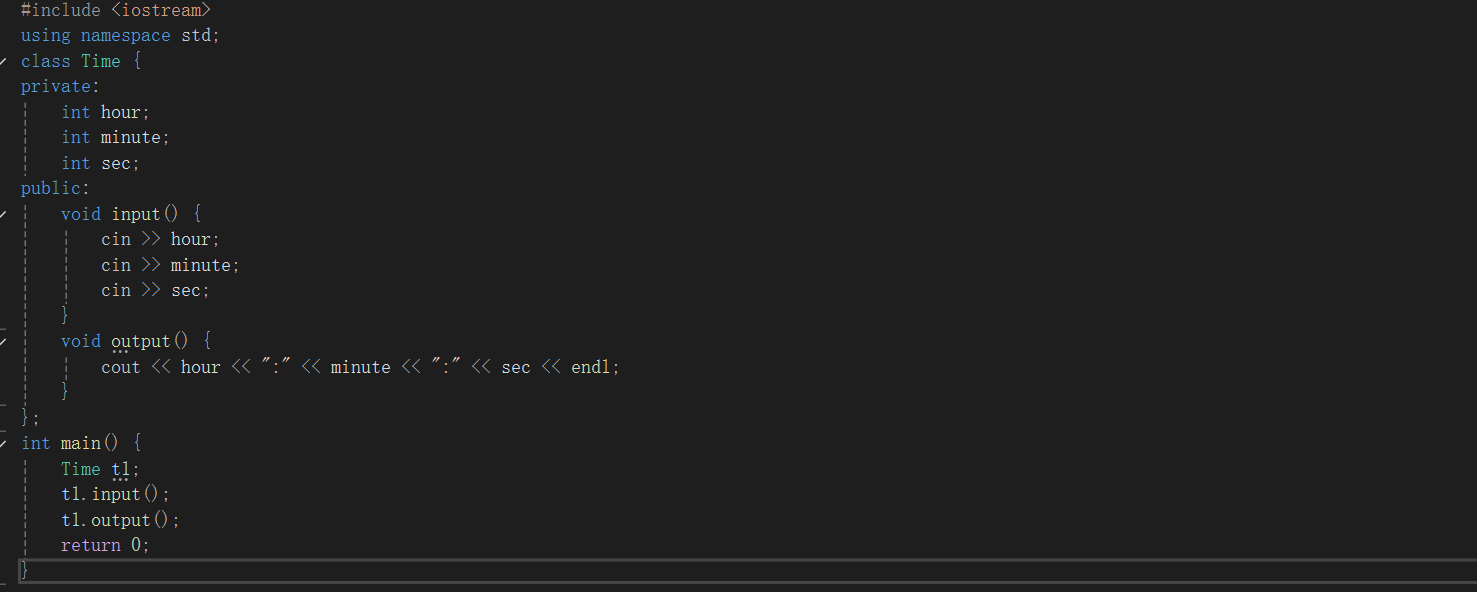 #include <iostream>
using namespace std;
class Time {
private:
    int hour;
    int minute;
    int sec;
public:
    void input() {
        cin >> hour;
        cin >> minute;
        cin >> sec;
    }
    void output() {
        cout << hour << ":" << minute << ":" << sec << endl;
    }
};
int main() {
    Time t1;
    t1.input();
    t1.output();
    return 0;
}